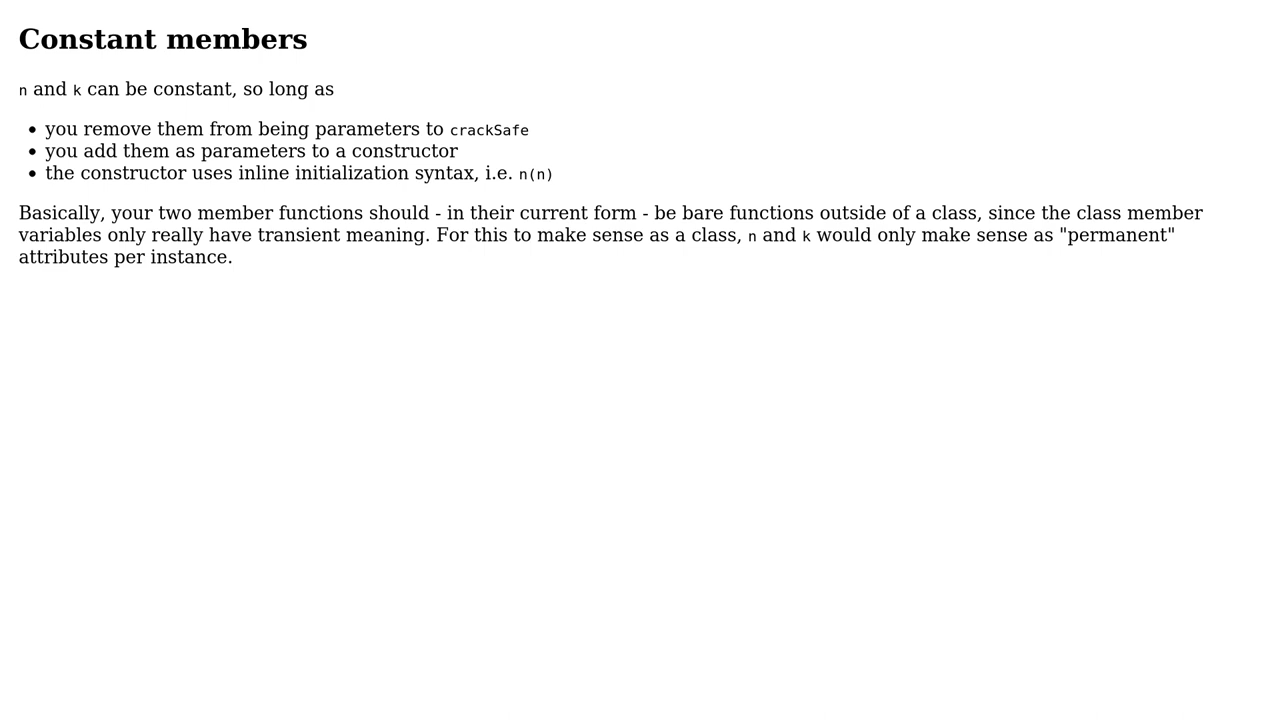 Constant members
n and k can be constant, so long as
• you remove them from being parameters to crackSafe
• you add them as parameters to a constructor
• the constructor uses inline initialization syntax, i.e. n(n)
Basically, your two member functions should - in their current form - be bare functions outside of a class, since the class member
variables only really have transient meaning. For this to make sense as a class, n and k would only make sense as "permanent"
attributes per instance.